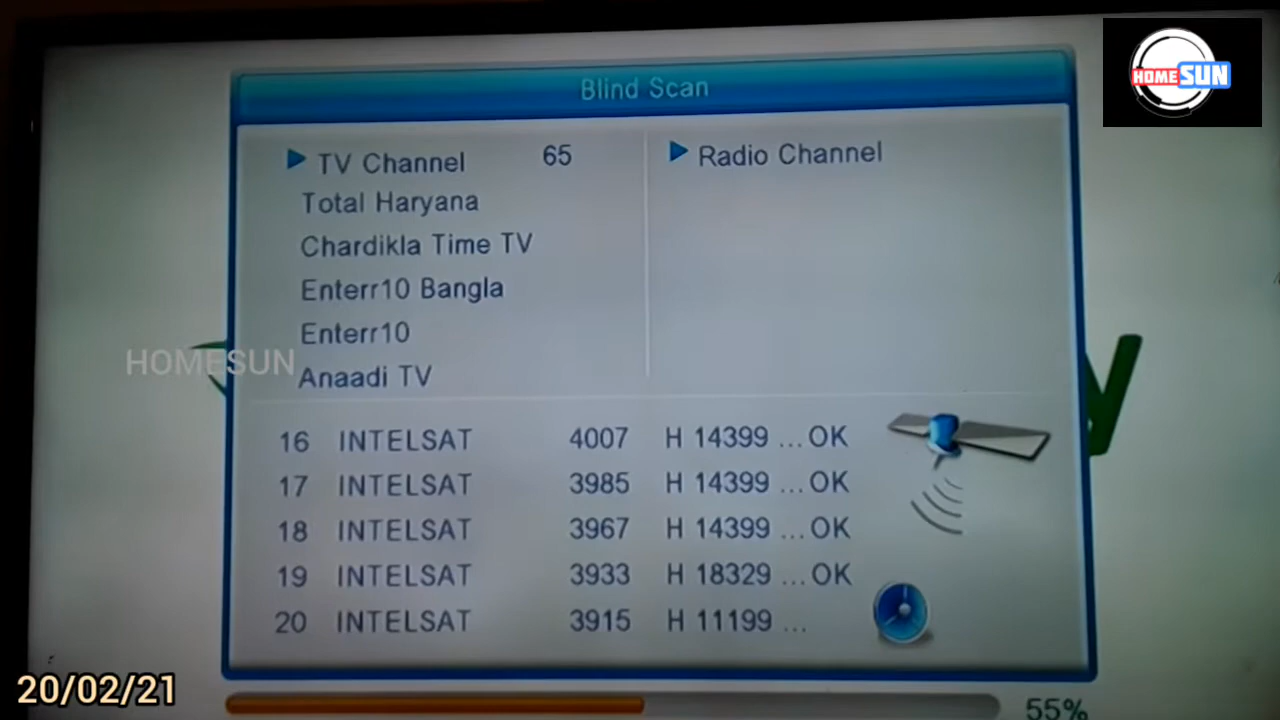 HOMESUN
Blind Scan
TV Channel 65
Radio Channel
Total Haryana
Chardikla Time TV
Enterr10 Bangla
Enterr10
Anaadi TV
HOMESUN
16 INTELSAT 4007 H 14399 ...OK
17 INTELSAT 3985 H 14399 ...OK
18 INTELSAT 3967 H 14399 ...OK
19 INTELSAT 3933 H 18329 ...OK
20 INTELSAT 3915 H 11199 ...
20/02/21
55%